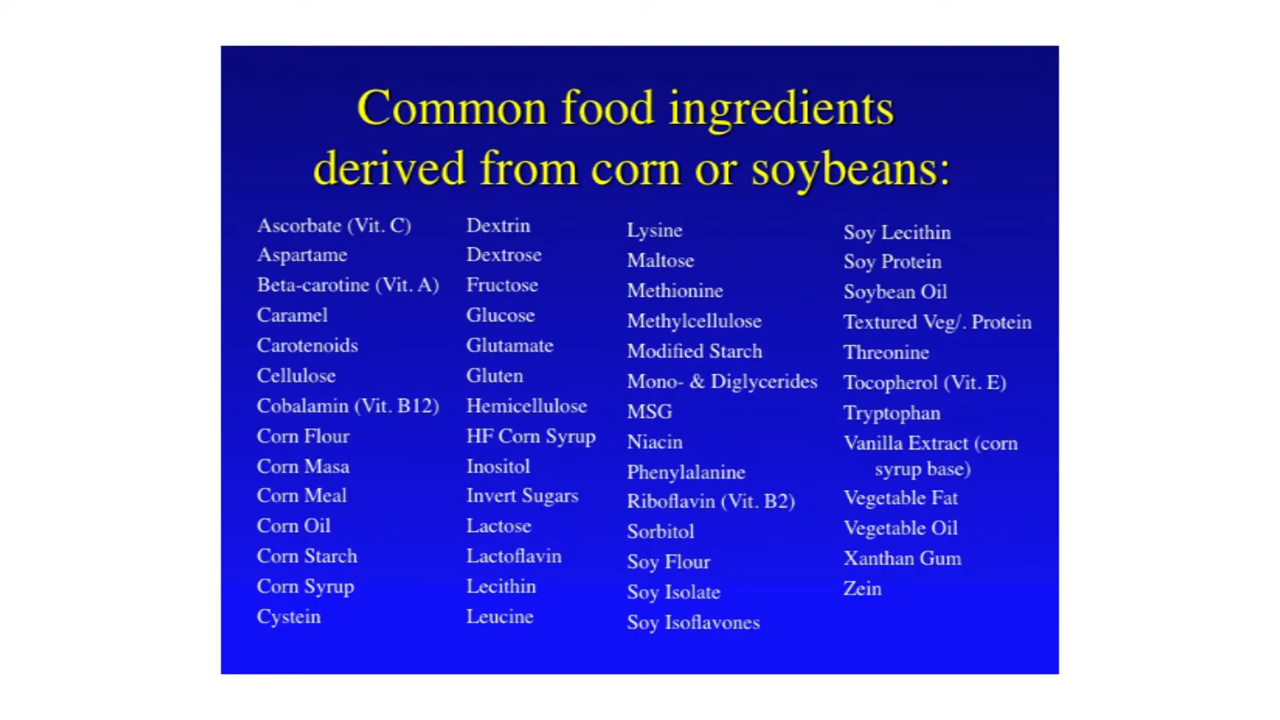 Common food ingredients
derived from corn or soybeans:
Ascorbate (Vit. C)
Aspartame
Beta-carotine (Vit. A)
Caramel
Carotenoids
Cellulose
Cobalamin (Vit. B12)
Corn Flour
Corn Masa
Corn Meal
Corn Oil
Corn Starch
Corn Syrup
Cystein
Dextrin
Dextrose
Fructose
Glucose
Glutamate
Gluten
Hemicellulose
HF Corn Syrup
Inositol
Invert Sugars
Lactose
Lactoflavin
Lecithin
Leucine
Lysine
Maltose
Methionine
Methylcellulose
Modified Starch
Mono- & Diglycerides
MSG
Niacin
Phenylalanine
Riboflavin (Vit. B2)
Sorbitol
Soy Flour
Soy Isolate
Soy Isoflavones
Soy Lecithin
Soy Protein
Soybean Oil
Textured Veg/. Protein
Threonine
Tocopherol (Vit. E)
Tryptophan
Vanilla Extract (corn
syrup base)
Vegetable Fat
Vegetable Oil
Xanthan Gum
Zein